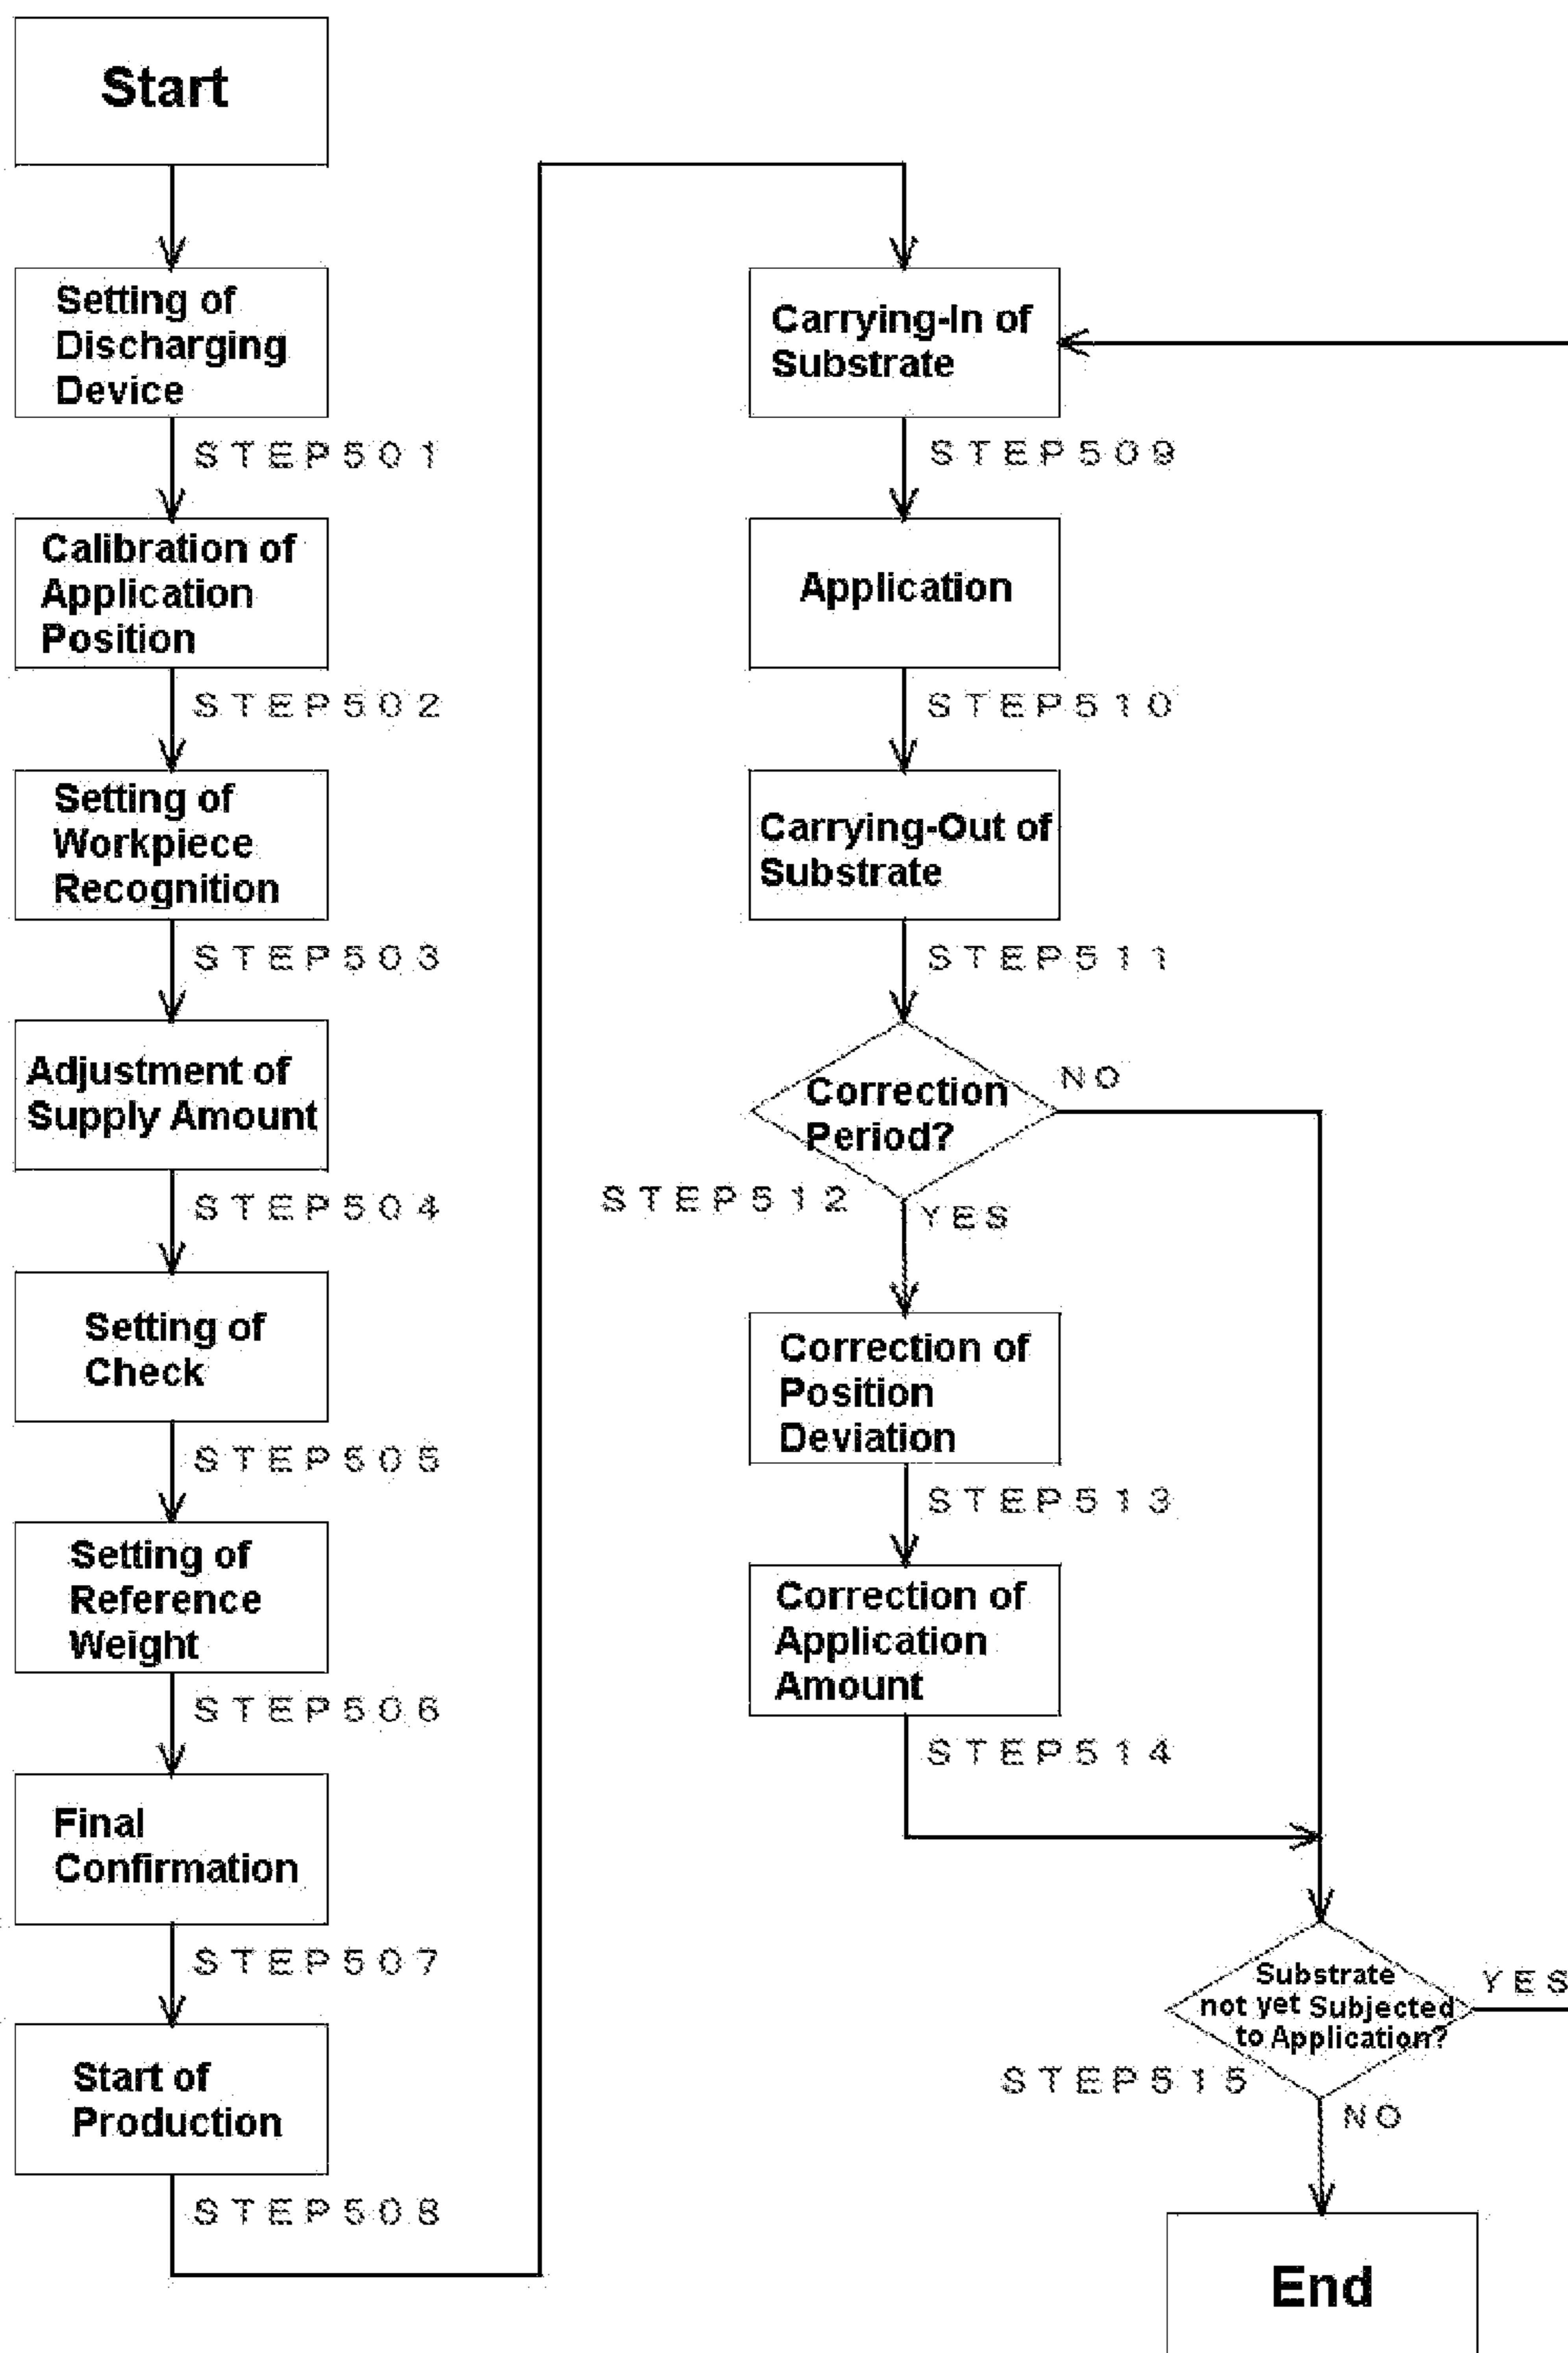 Start
Setting of
Discharging
Device
STEP501
Calibration of
Application
Position
STEP502
Setting of
Workpiece
Recognition
STEP503
Adjustment of
Supply Amount
STEP504
Setting of
Check
STEP505
Setting of
Reference
Weight
STEP506
Final
Confirmation
STEP507
Start of
Production
STEP508
Carrying-In of
Substrate
STEP509
Application
STEP510
Carrying-Out of
Substrate
STEP511
Correction
Period?
NO
STEP512
YES
Correction of
Position
Deviation
STEP513
Correction of
Application
Amount
STEP514
Substrate
not yet Subjected
to Application?
YES
STEP515
NO
End